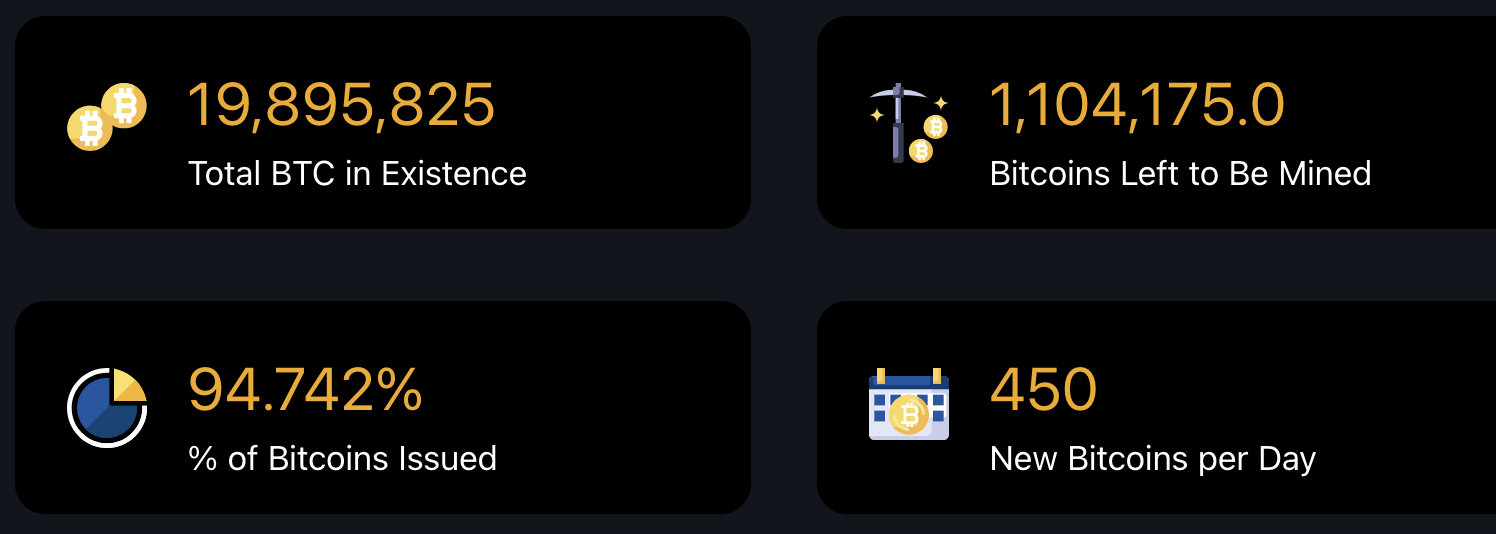 19,895,825
Total BTC in Existence
1,104,175.0
Bitcoins Left to Be Mined
94.742%
% of Bitcoins Issued
450
New Bitcoins per Day